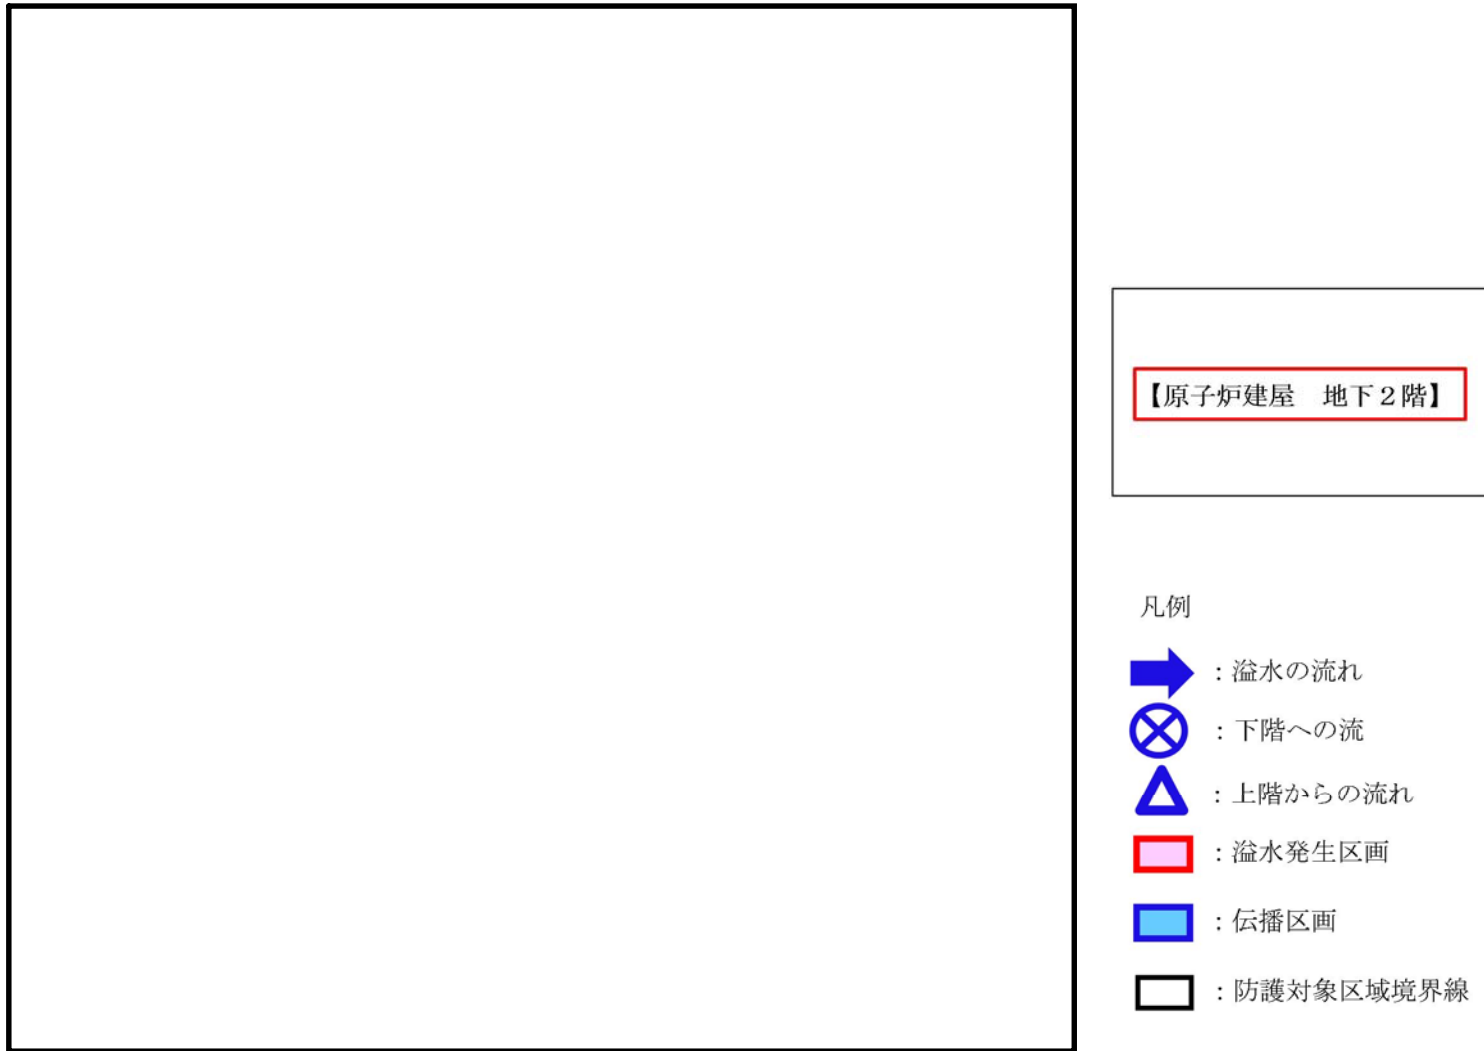 【原子炉建屋　地下２階】
凡例
：溢水の流れ
：下階への流
：上階からの流れ
：溢水発生区画
：伝播区画
：防護対象区域境界線